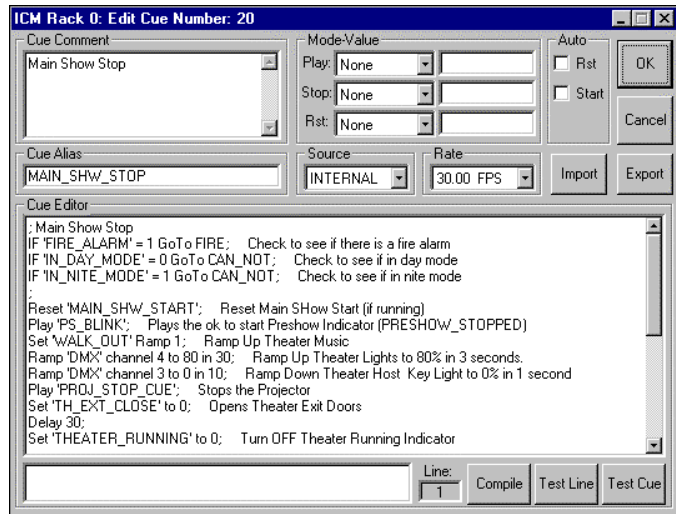 ICM Rack 0: Edit Cue Number: 20
Cue Comment
Main Show Stop
Mode-Value
Play: None
Stop: None
Rst: None
Auto
Rst
Start
OK
Cancel
Cue Alias
MAIN_SHW_STOP
Source
INTERNAL
Rate
30.00 FPS
Import
Export
Cue Editor
; Main Show Stop
IF 'FIRE_ALARM' = 1 GoTo FIRE; Check to see if there is a fire alarm
IF 'IN_DAY_MODE' = 0 GoTo CAN_NOT; Check to see if in day mode
IF 'IN_NITE_MODE' = 1 GoTo CAN_NOT; Check to see if in nite mode
;
Reset 'MAIN_SHW_START'; Reset Main SHow Start (if running)
Play 'PS_BLINK'; Plays the ok to start Preshow Indicator (PRESHOW_STOPPED)
Set 'WALK_OUT' Ramp 1; Ramp Up Theater Music
Ramp 'DMX' channel 4 to 80 in 30; Ramp Up Theater Lights to 80% in 3 seconds.
Ramp 'DMX' channel 3 to 0 in 10; Ramp Down Theater Host Key Light to 0% in 1 second
Play 'PROJ_STOP_CUE'; Stops the Projector
Set 'TH_EXT_CLOSE' to 0; Opens Theater Exit Doors
Delay 30;
Set 'THEATER_RUNNING' to 0; Turn OFF Theater Running Indicator
Line:
1
Compile
Test Line
Test Cue